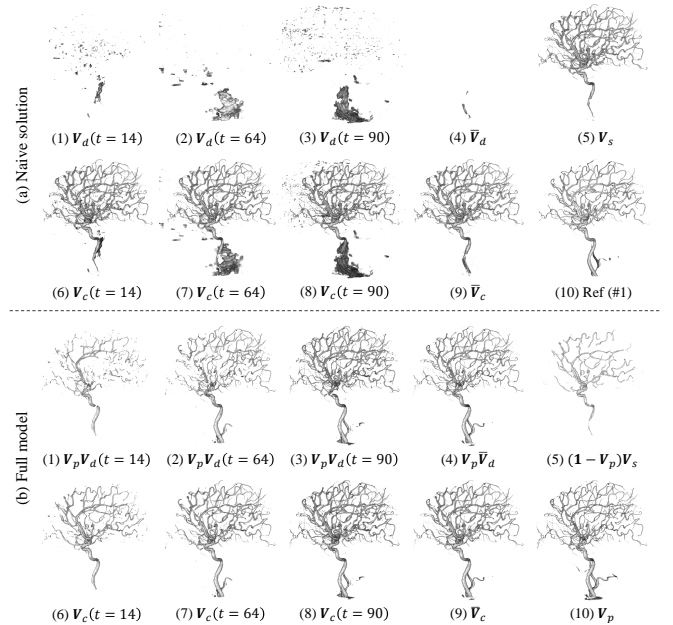 (a) Naive solution
(1) V_d(t = 14) (2) V_d(t = 64) (3) V_d(t = 90) (4) V̄_d (5) V_s
(6) V_c(t = 14) (7) V_c(t = 64) (8) V_c(t = 90) (9) V̄_c (10) Ref (#1)
(b) Full model
(1) V_pV_d(t = 14) (2) V_pV_d(t = 64) (3) V_pV_d(t = 90) (4) V_pV̄_d (5) (1 − V_p)V_s
(6) V_c(t = 14) (7) V_c(t = 64) (8) V_c(t = 90) (9) V̄_c (10) V_p